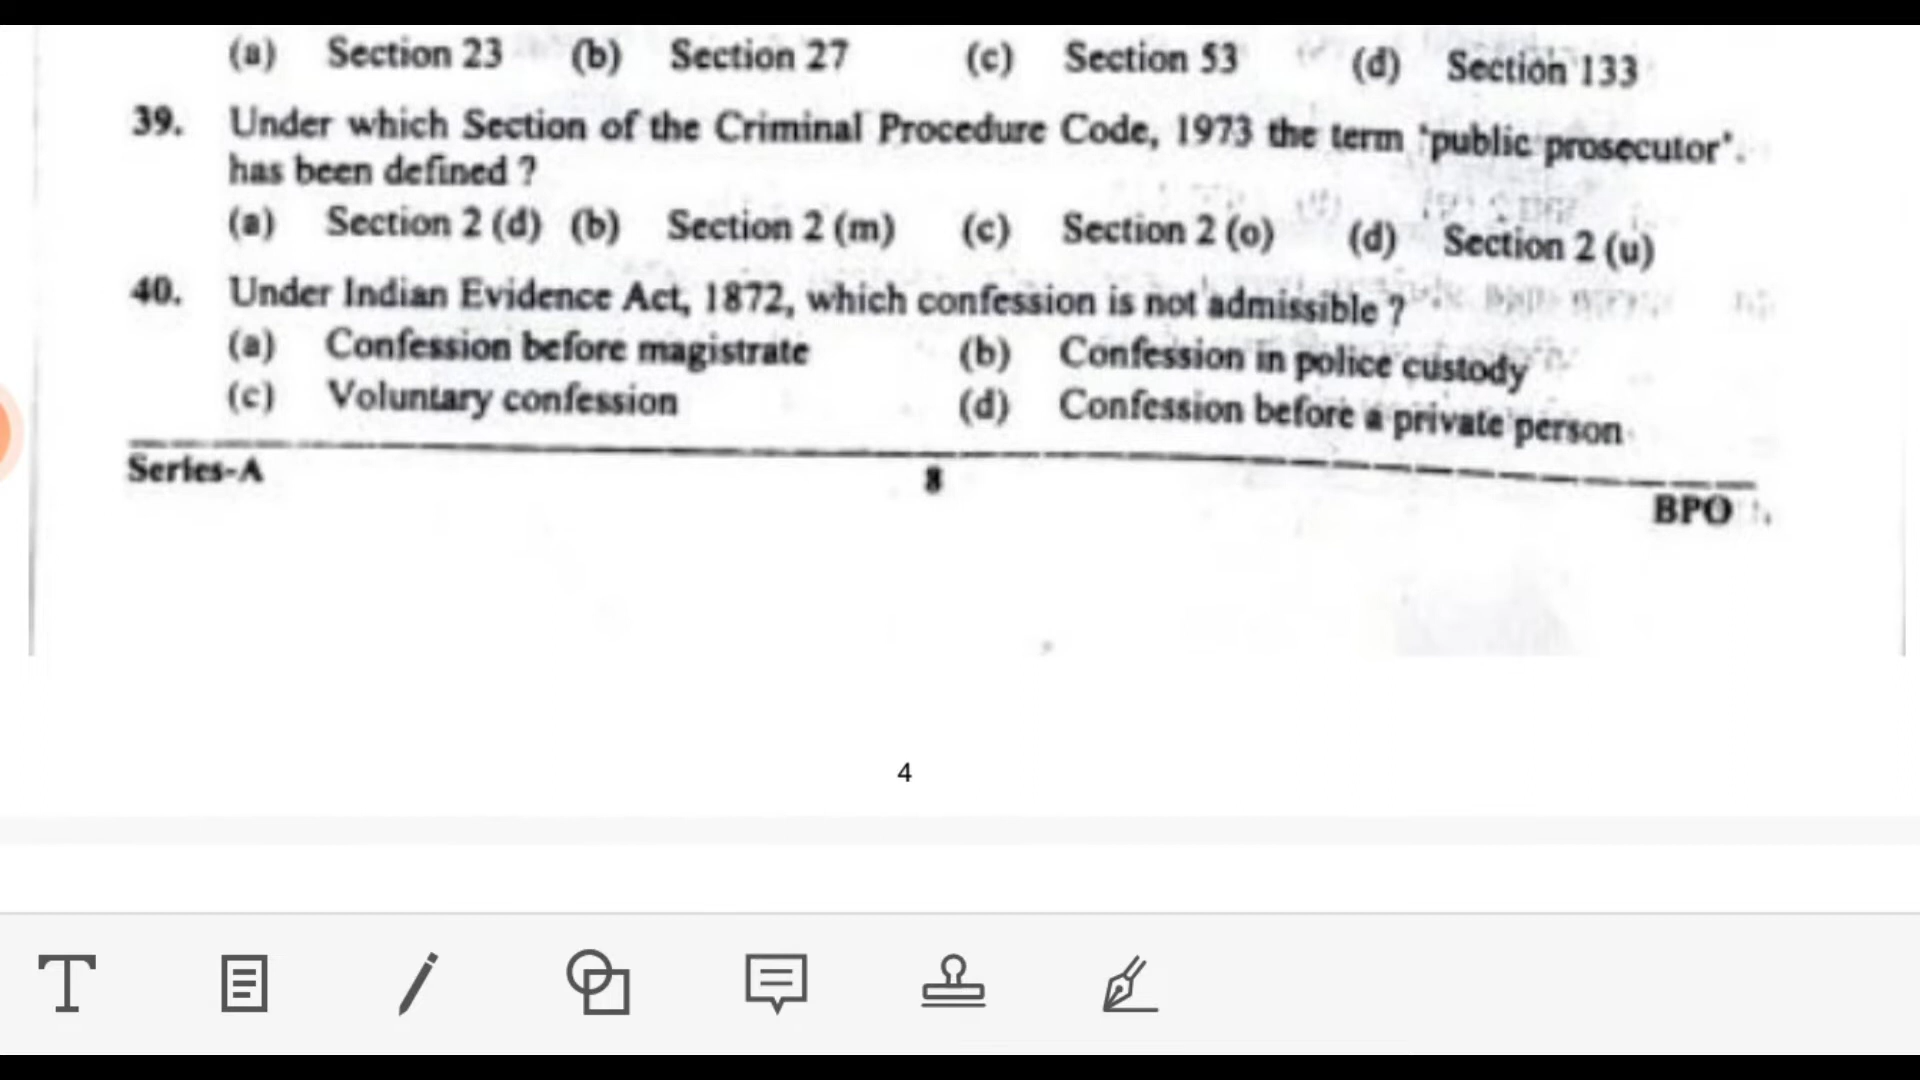 (a) Section 23 (b) Section 27 (c) Section 53 (d) Section 133
39. Under which Section of the Criminal Procedure Code, 1973 the term 'public prosecutor'.
has been defined ?
(a) Section 2 (d) (b) Section 2 (m) (c) Section 2 (o) (d) Section 2 (u)
40. Under Indian Evidence Act, 1872, which confession is not admissible ?
(a) Confession before magistrate (b) Confession in police custody
(c) Voluntary confession (d) Confession before a private person
Series-A 8 BPO
4
T